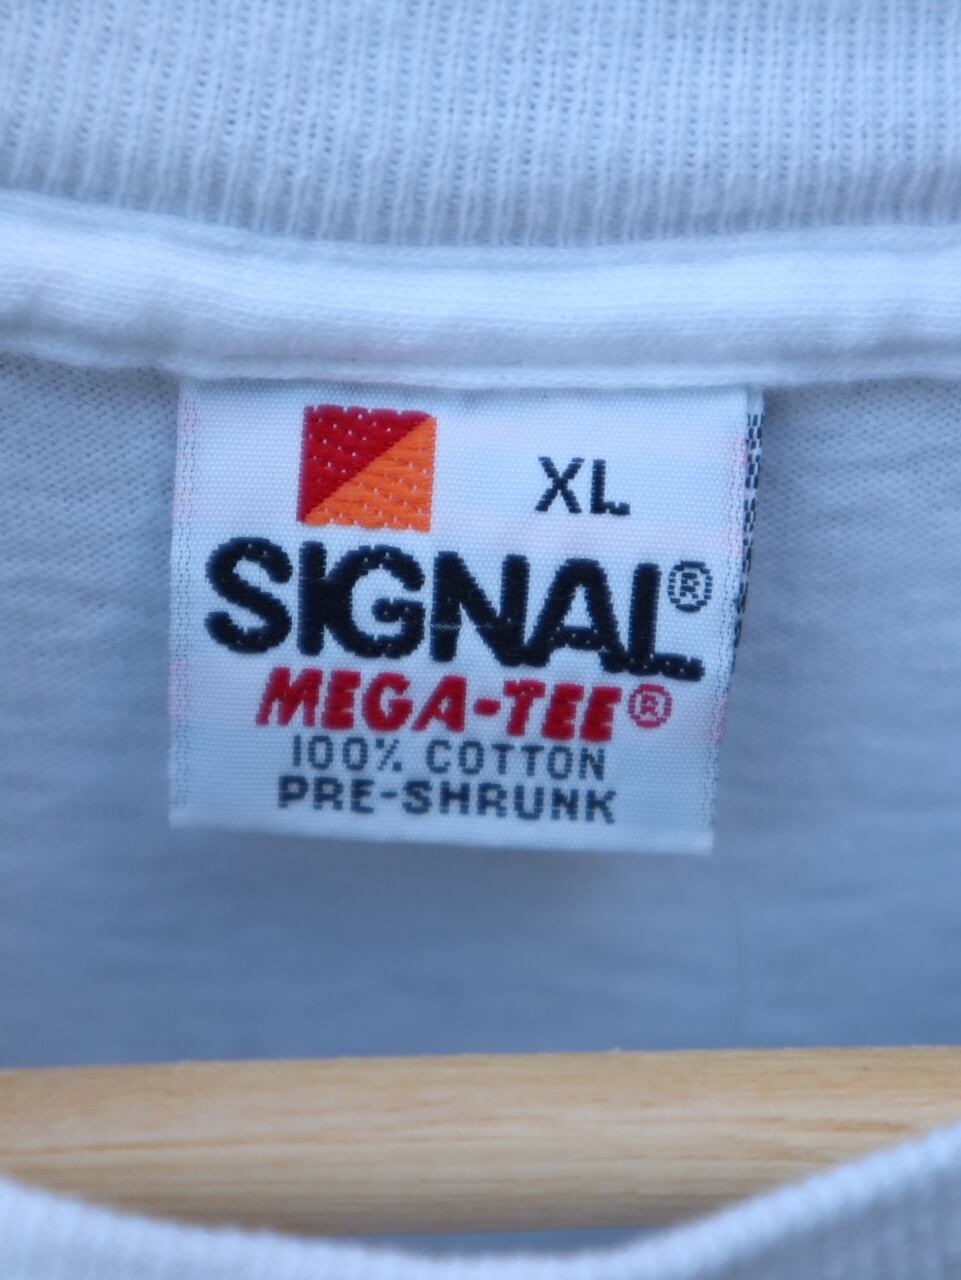 XL
SIGNAL®
MEGA-TEE®
100% COTTON
PRE-SHRUNK